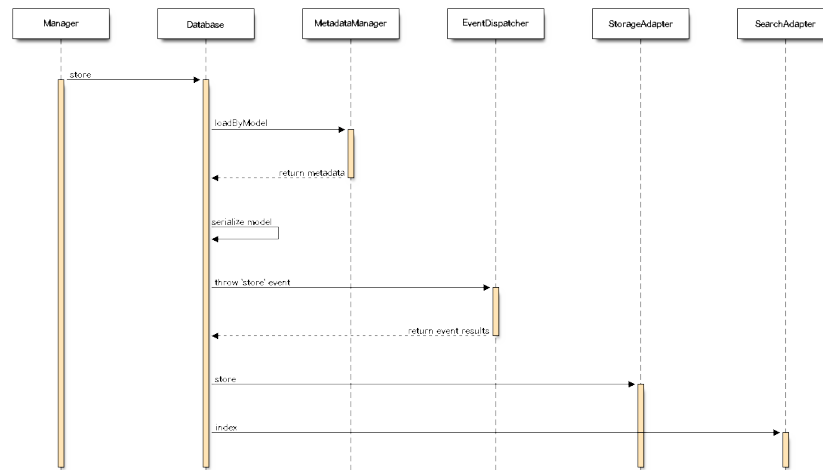 Manager
Database
MetadataManager
EventDispatcher
StorageAdapter
SearchAdapter
store
loadByModel
return metadata
serialize model
throw 'store' event
return event results
store
index